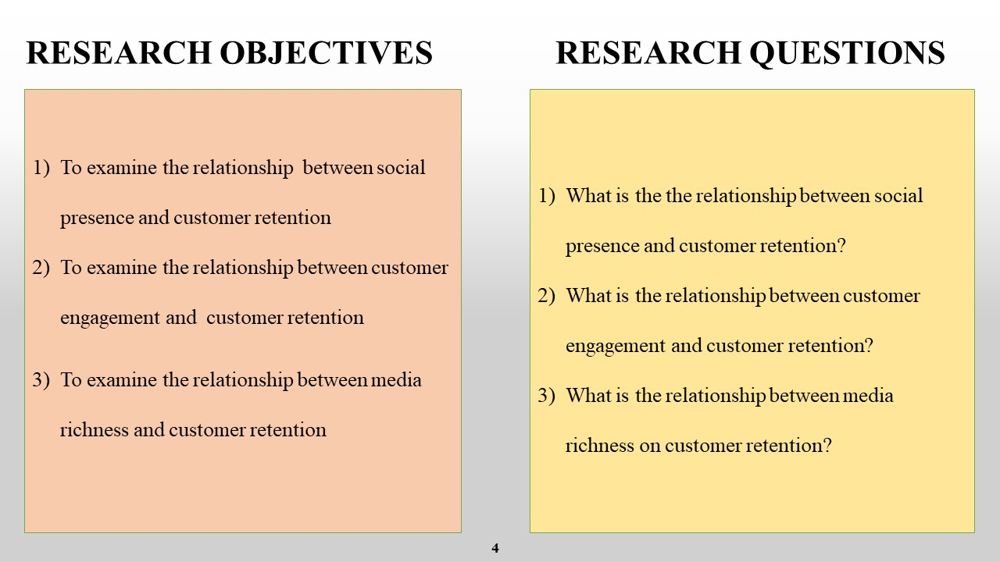 RESEARCH OBJECTIVES
1) To examine the relationship  between social
presence and customer retention
2) To examine the relationship between customer
engagement and  customer retention
3) To examine the relationship between media
richness and customer retention
RESEARCH QUESTIONS
1) What is the the relationship between social
presence and customer retention?
2) What is the relationship between customer
engagement and customer retention?
3) What is the relationship between media
richness on customer retention?
4